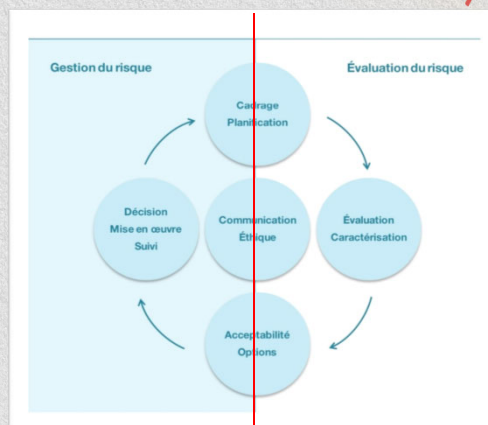 Gestion du risque
Évaluation du risque
Cadrage
Planification
Décision
Mise en œuvre
Suivi
Communication
Éthique
Évaluation
Caractérisation
Acceptabilité
Options